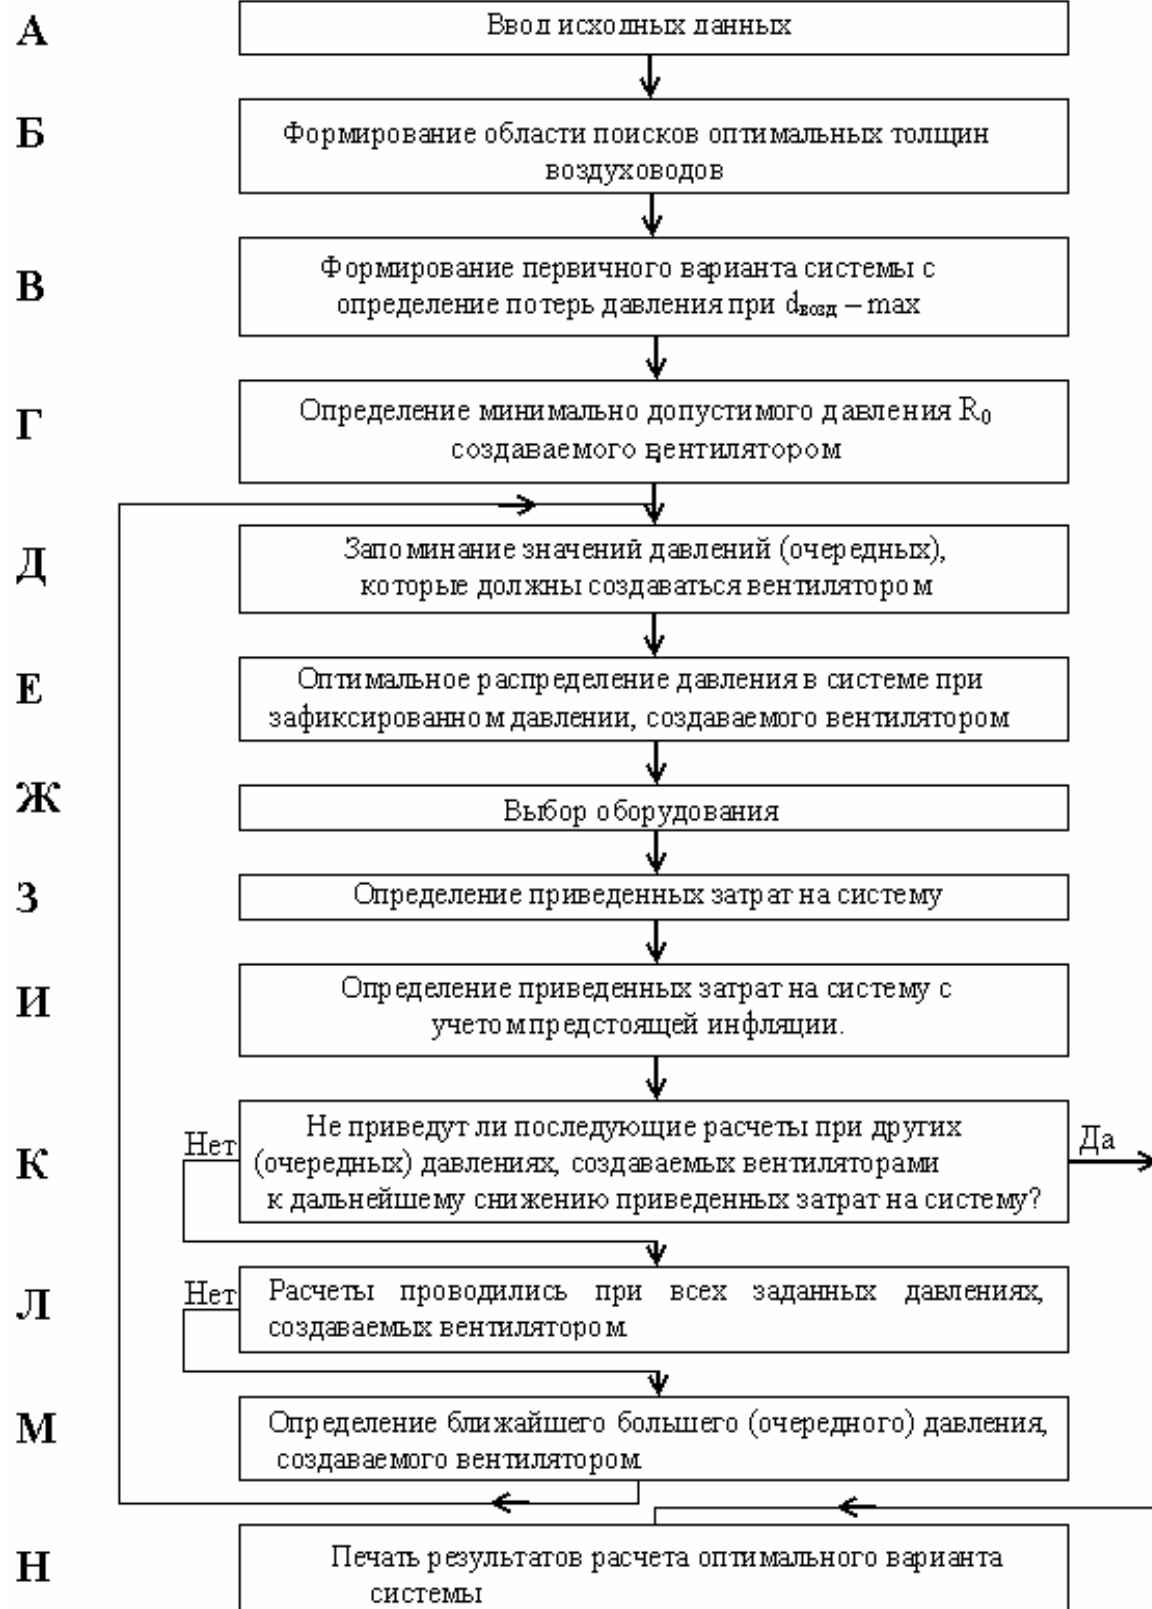 А
Ввод исходных данных
Б
Формирование области поисков оптимальных толщин
воздуховодов
В
Формирование первичного варианта системы с
определение потерь давления при dвозд – max
Г
Определение минимально допустимого давления R0
создаваемого вентилятором
Д
Запоминание значений давлений (очередных),
которые должны создаваться вентилятором
Е
Оптимальное распределение давления в системе при
зафиксированном давлении, создаваемого вентилятором
Ж
Выбор оборудования
З
Определение приведенных затрат на систему
И
Определение приведенных затрат на систему с
учетом предстоящей инфляции.
К
Нет
Не приведут ли последующие расчеты при других
(очередных) давлениях, создаваемых вентиляторами
к дальнейшему снижению приведенных затрат на систему?
Да
Л
Нет
Расчеты проводились при всех заданных давлениях,
создаваемых вентилятором
М
Определение ближайшего большего (очередного) давления,
создаваемого вентилятором
Н
Печать результатов расчета оптимального варианта
системы